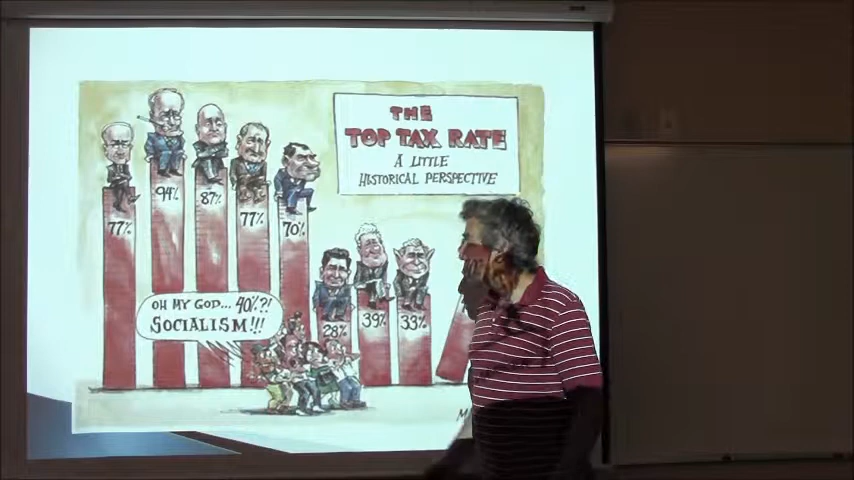 THE
TOP TAX RATE
A LITTLE
HISTORICAL PERSPECTIVE
94%
87%
77%
77%
70%
OH MY GOD... 40%?!
SOCIALISM!!!
28%
39%
33%